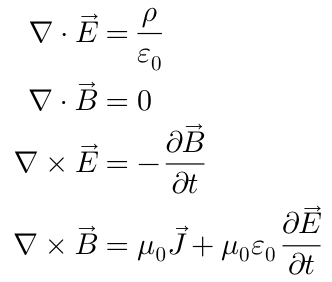 ∇ · E⃗ = ρ/ε₀
∇ · B⃗ = 0
∇ × E⃗ = −∂B⃗/∂t
∇ × B⃗ = μ₀J⃗ + μ₀ε₀ ∂E⃗/∂t